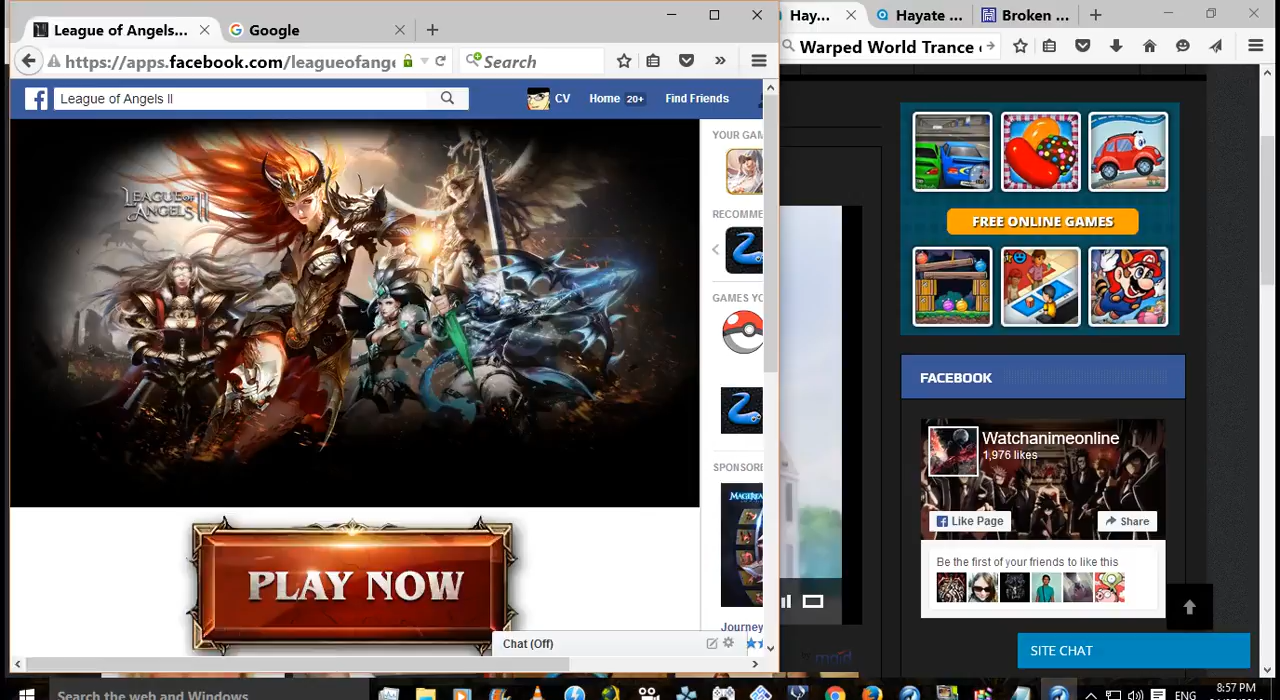 League of Angels...
Google
https://apps.facebook.com/leagueofange
Search
League of Angels II
CV
Home 20+
Find Friends
LEAGUE OF
ANGELS II
YOUR GAM
RECOMME
GAMES YO
SPONSORE
Journey
PLAY NOW
Chat (Off)
Hay...
Hayate ...
Broken ...
Warped World Trance
FREE ONLINE GAMES
FACEBOOK
Watchanimeonline
1,976 likes
Like Page
Share
Be the first of your friends to like this
SITE CHAT
Search the web and Windows
ENG
8:57 PM